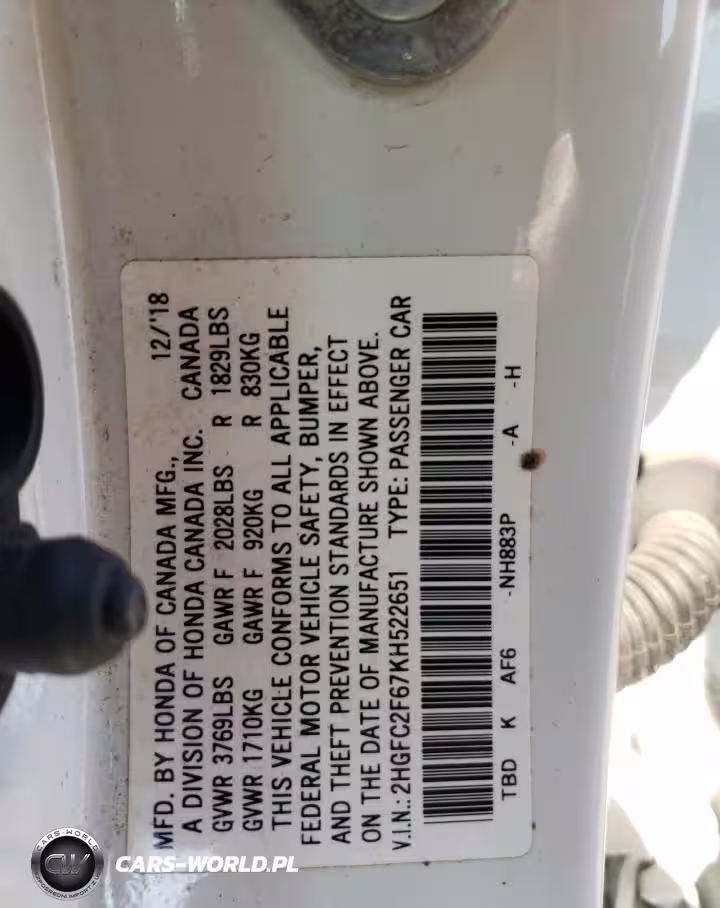 MFD. BY HONDA OF CANADA MFG., 12/'18
A DIVISION OF HONDA CANADA INC. CANADA
GVWR 3769LBS GAWR F 2028LBS R 1829LBS
GVWR 1710KG GAWR F 920KG R 830KG
THIS VEHICLE CONFORMS TO ALL APPLICABLE
FEDERAL MOTOR VEHICLE SAFETY, BUMPER,
AND THEFT PREVENTION STANDARDS IN EFFECT
ON THE DATE OF MANUFACTURE SHOWN ABOVE.
V.I.N.: 2HGFC2F67KH522651 TYPE: PASSENGER CAR
TBD K AF6 -NH883P -A -H
CARS-WORLD
CW
CARS-WORLD.PL